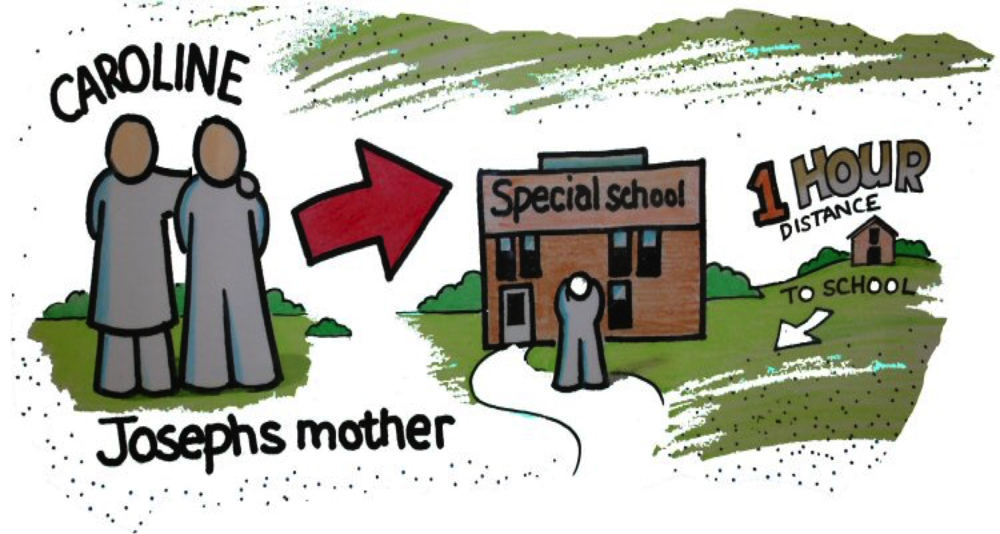 CAROLINE
Josephs mother
Special school
1 HOUR
DISTANCE
TO SCHOOL